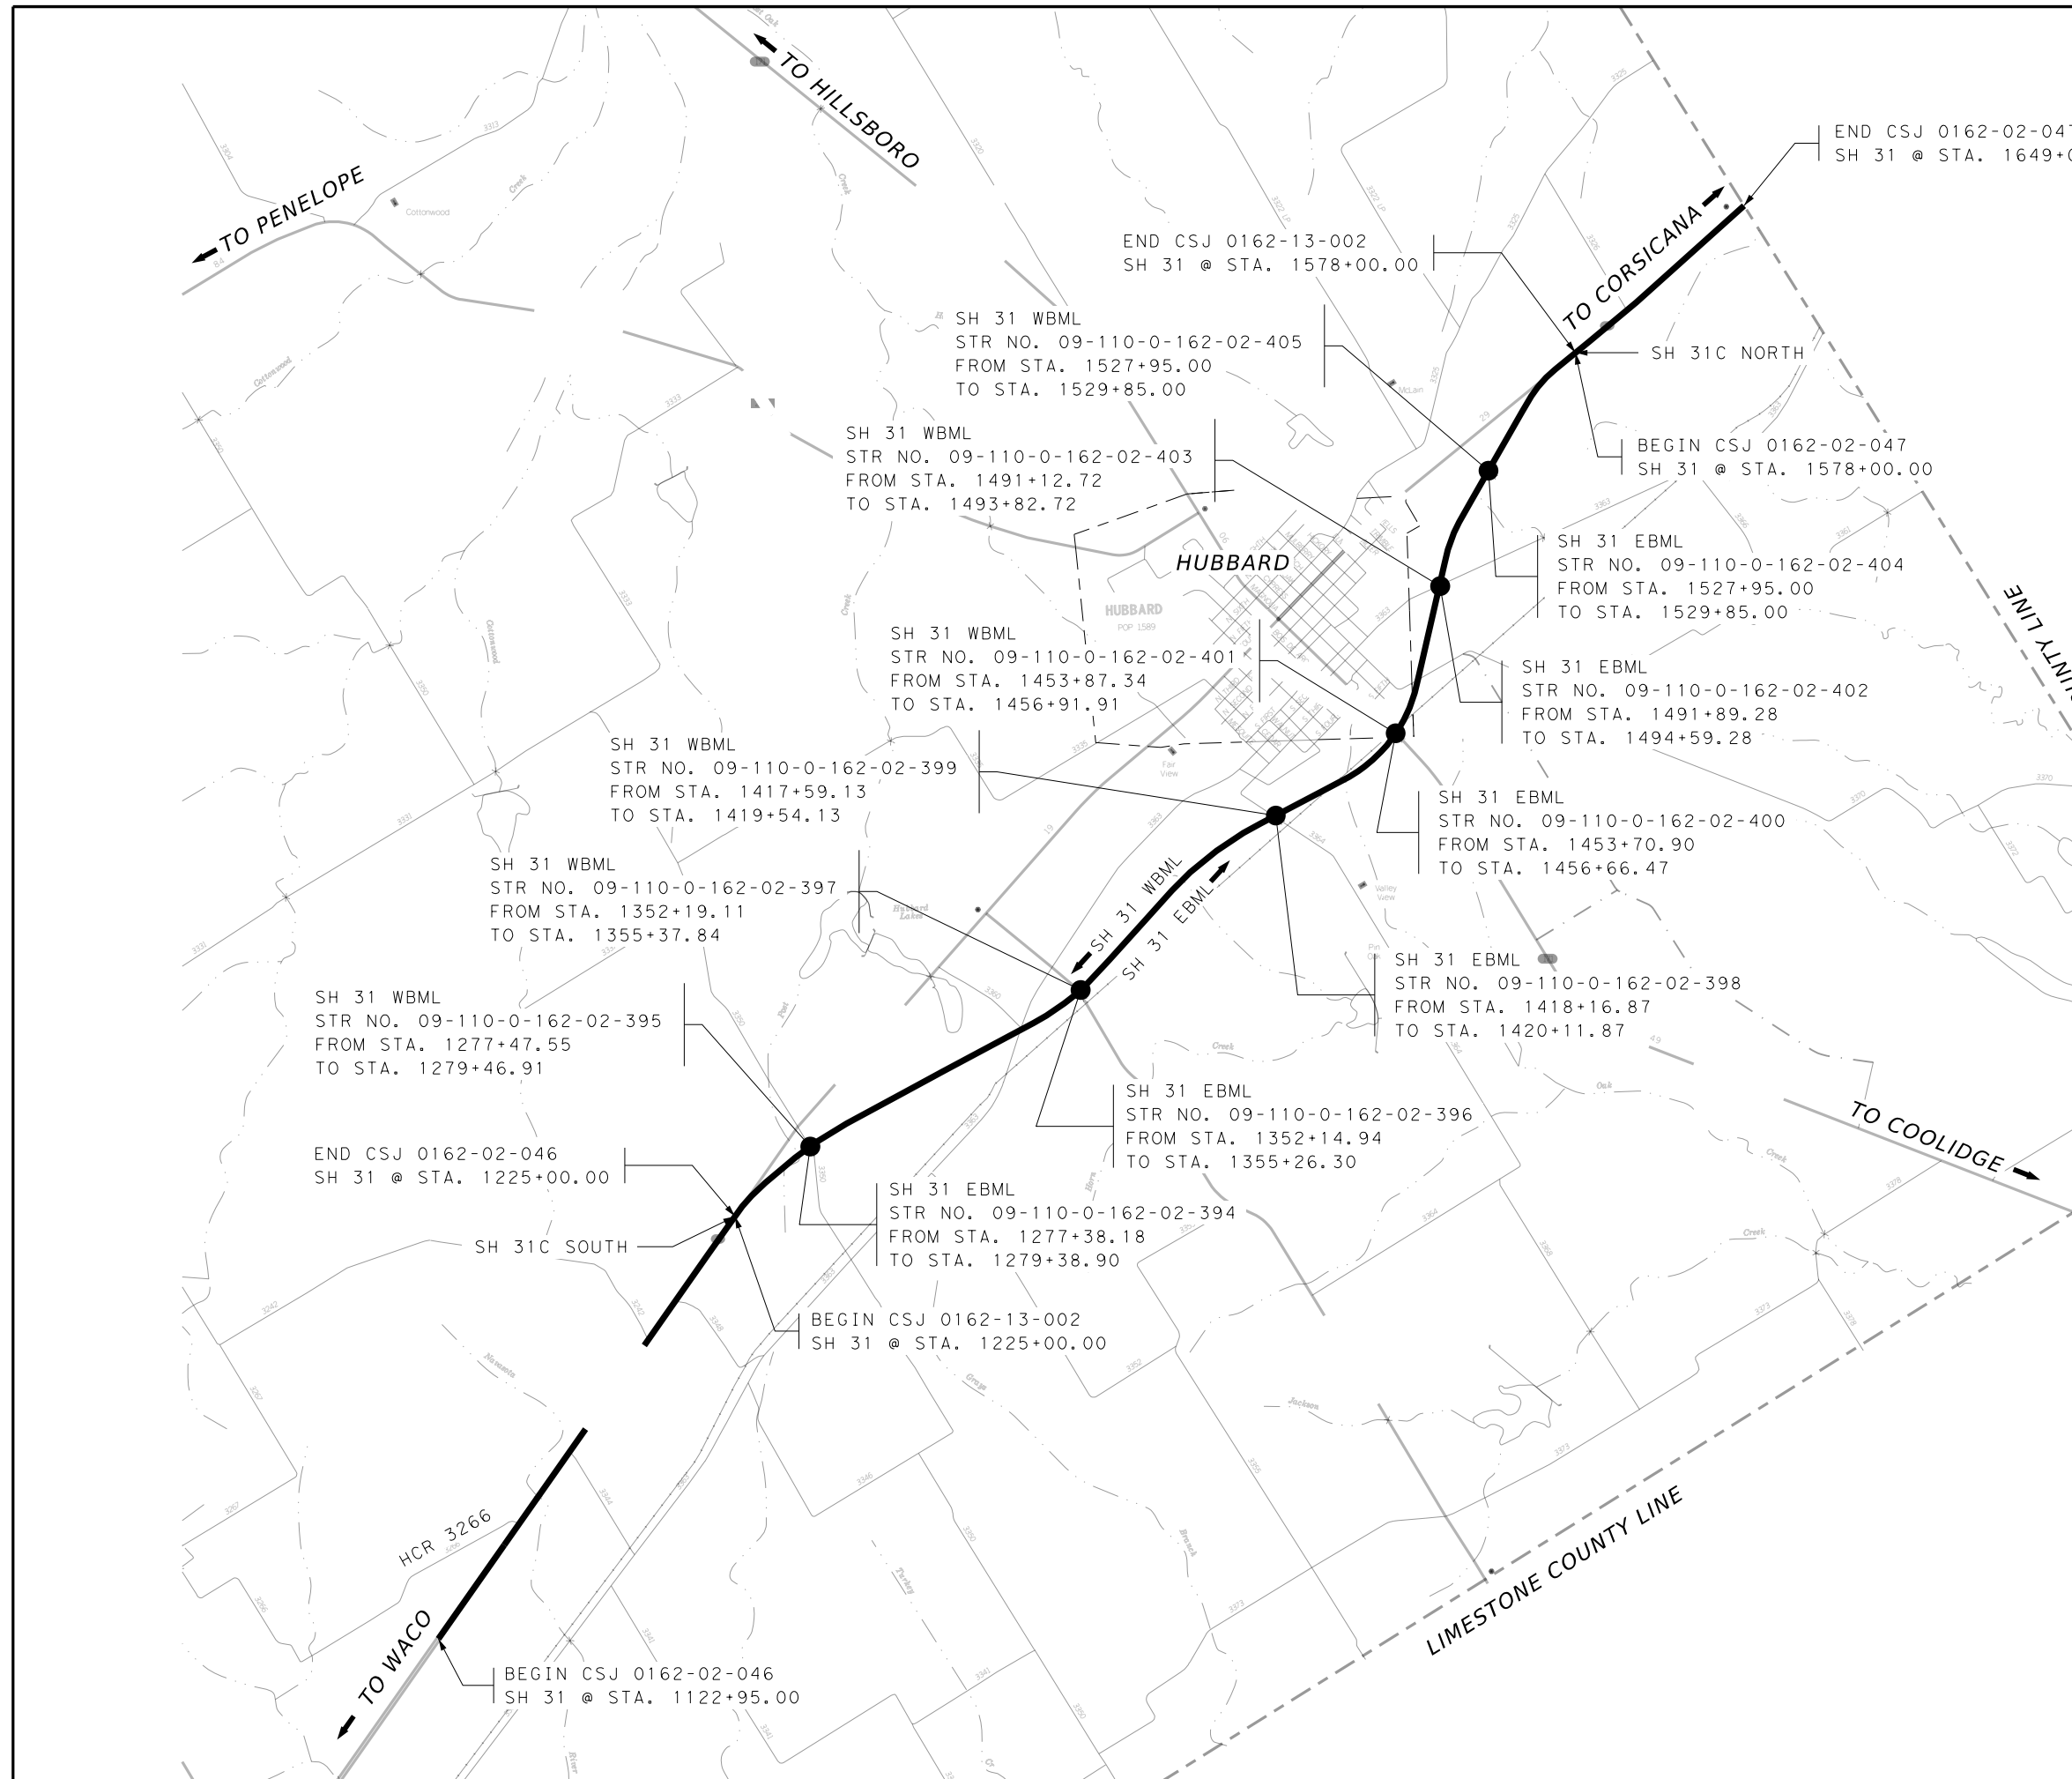 TO HILLSBORO
TO PENELOPE
Cottonwood
END CSJ 0162-02-047
SH 31 @ STA. 1649+0
END CSJ 0162-13-002
SH 31 @ STA. 1578+00.00
TO CORSICANA
SH 31C NORTH
SH 31 WBML
STR NO. 09-110-0-162-02-405
FROM STA. 1527+95.00
TO STA. 1529+85.00
McLain
BEGIN CSJ 0162-02-047
SH 31 @ STA. 1578+00.00
SH 31 WBML
STR NO. 09-110-0-162-02-403
FROM STA. 1491+12.72
TO STA. 1493+82.72
SH 31 EBML
STR NO. 09-110-0-162-02-404
FROM STA. 1527+95.00
TO STA. 1529+85.00
HUBBARD
HUBBARD
POP 1589
SH 31 WBML
STR NO. 09-110-0-162-02-401
FROM STA. 1453+87.34
TO STA. 1456+91.91
SH 31 EBML
STR NO. 09-110-0-162-02-402
FROM STA. 1491+89.28
TO STA. 1494+59.28
SH 31 WBML
STR NO. 09-110-0-162-02-399
FROM STA. 1417+59.13
TO STA. 1419+54.13
Fair
View
SH 31 EBML
STR NO. 09-110-0-162-02-400
FROM STA. 1453+70.90
TO STA. 1456+66.47
SH 31 WBML
STR NO. 09-110-0-162-02-397
FROM STA. 1352+19.11
TO STA. 1355+37.84
Hubbard
Lakes
Valley
View
SH 31 WBML
SH 31 EBML
SH 31 EBML
STR NO. 09-110-0-162-02-398
FROM STA. 1418+16.87
TO STA. 1420+11.87
SH 31 WBML
STR NO. 09-110-0-162-02-395
FROM STA. 1277+47.55
TO STA. 1279+46.91
SH 31 EBML
STR NO. 09-110-0-162-02-396
FROM STA. 1352+14.94
TO STA. 1355+26.30
TO COOLIDGE
END CSJ 0162-02-046
SH 31 @ STA. 1225+00.00
SH 31 EBML
STR NO. 09-110-0-162-02-394
FROM STA. 1277+38.18
TO STA. 1279+38.90
SH 31C SOUTH
BEGIN CSJ 0162-13-002
SH 31 @ STA. 1225+00.00
Navasota
Grays
Jackson
Branch
Turkey
HCR 3266
LIMESTONE COUNTY LINE
TO WACO
BEGIN CSJ 0162-02-046
SH 31 @ STA. 1122+95.00
River